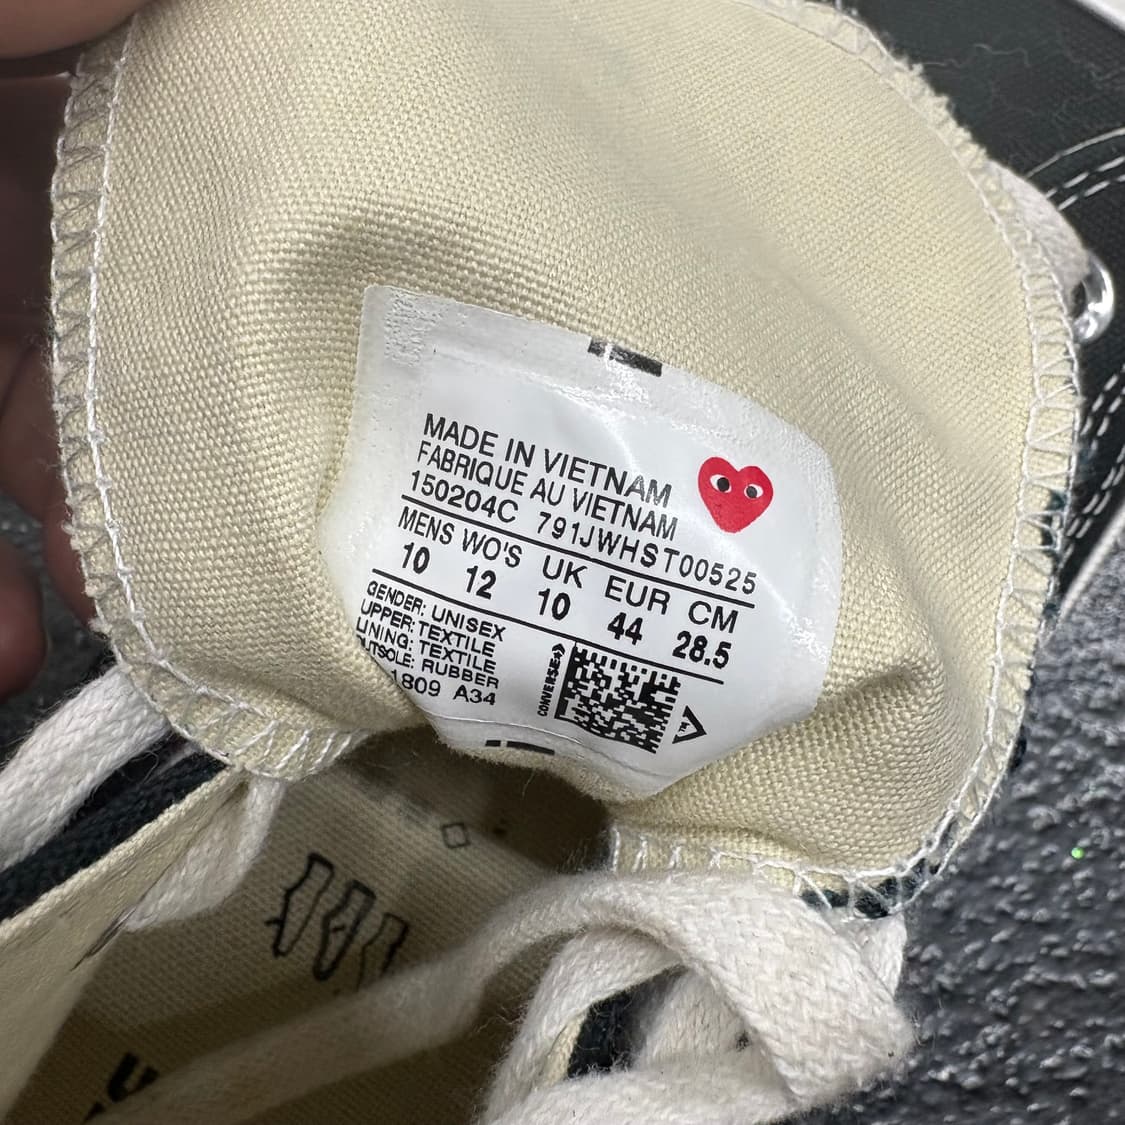 MADE IN VIETNAM
FABRIQUE AU VIETNAM
150204C 791JWHST00525
MENS WO'S UK EUR CM
10 12 10 44 28.5
GENDER: UNISEX
UPPER: TEXTILE
LINING: TEXTILE
OUTSOLE: RUBBER
1809 A34
CONVERSE